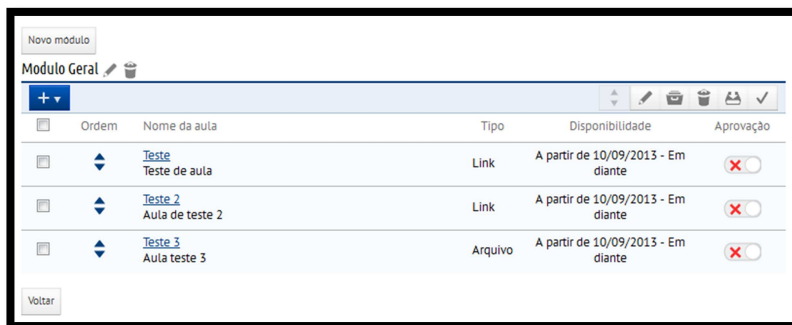 Novo módulo
Modulo Geral
Ordem Nome da aula Tipo Disponibilidade Aprovação
Teste
Teste de aula
Link
A partir de 10/09/2013 - Em
diante
Teste 2
Aula de teste 2
Link
A partir de 10/09/2013 - Em
diante
Teste 3
Aula teste 3
Arquivo
A partir de 10/09/2013 - Em
diante
Voltar